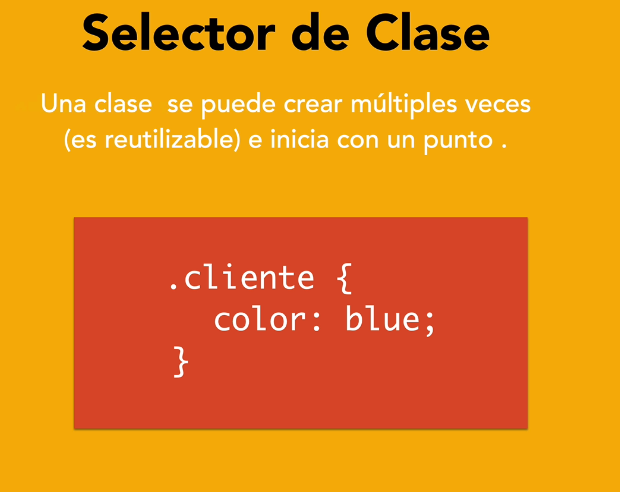 Selector de Clase
Una clase  se puede crear múltiples veces
(es reutilizable) e inicia con un punto .
.cliente {
color: blue;
}